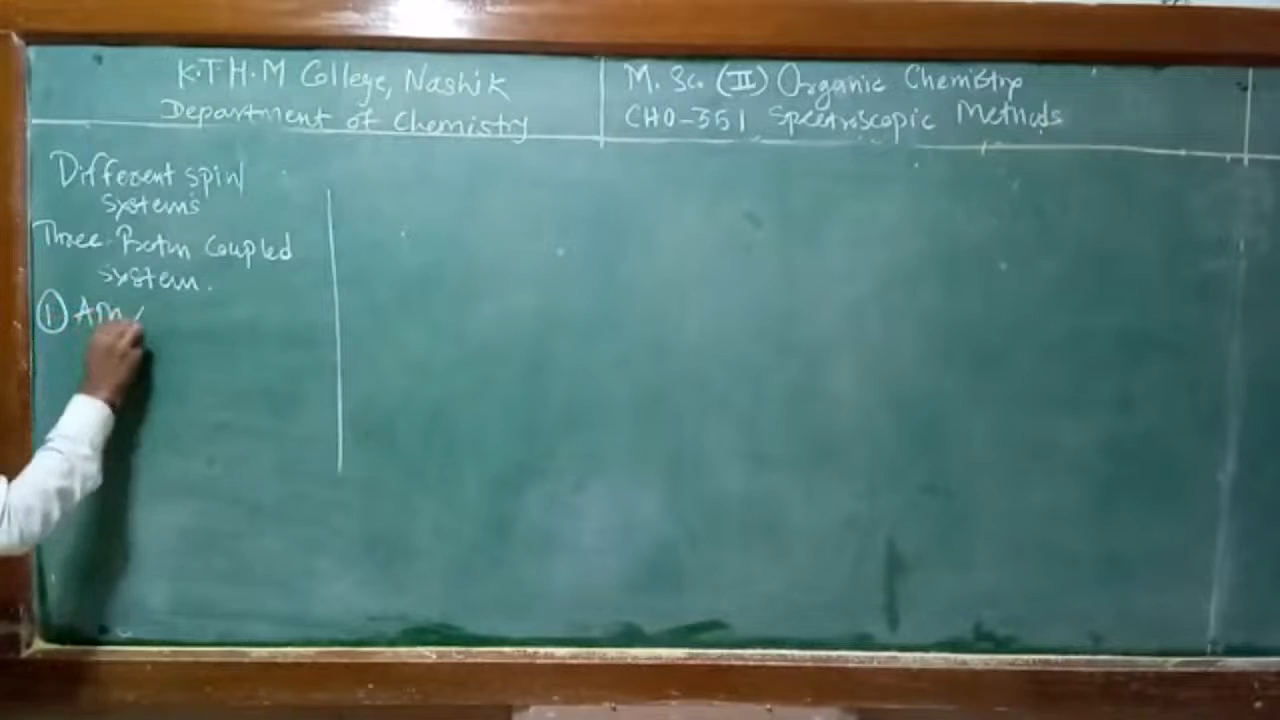 K.T.H.M College, Nashik
Department of Chemistry
M. Sc. (II) Organic Chemistry
CHO-351 Spectroscopic Methods
Different spin
systems
Three Proton Coupled
system.
① AM